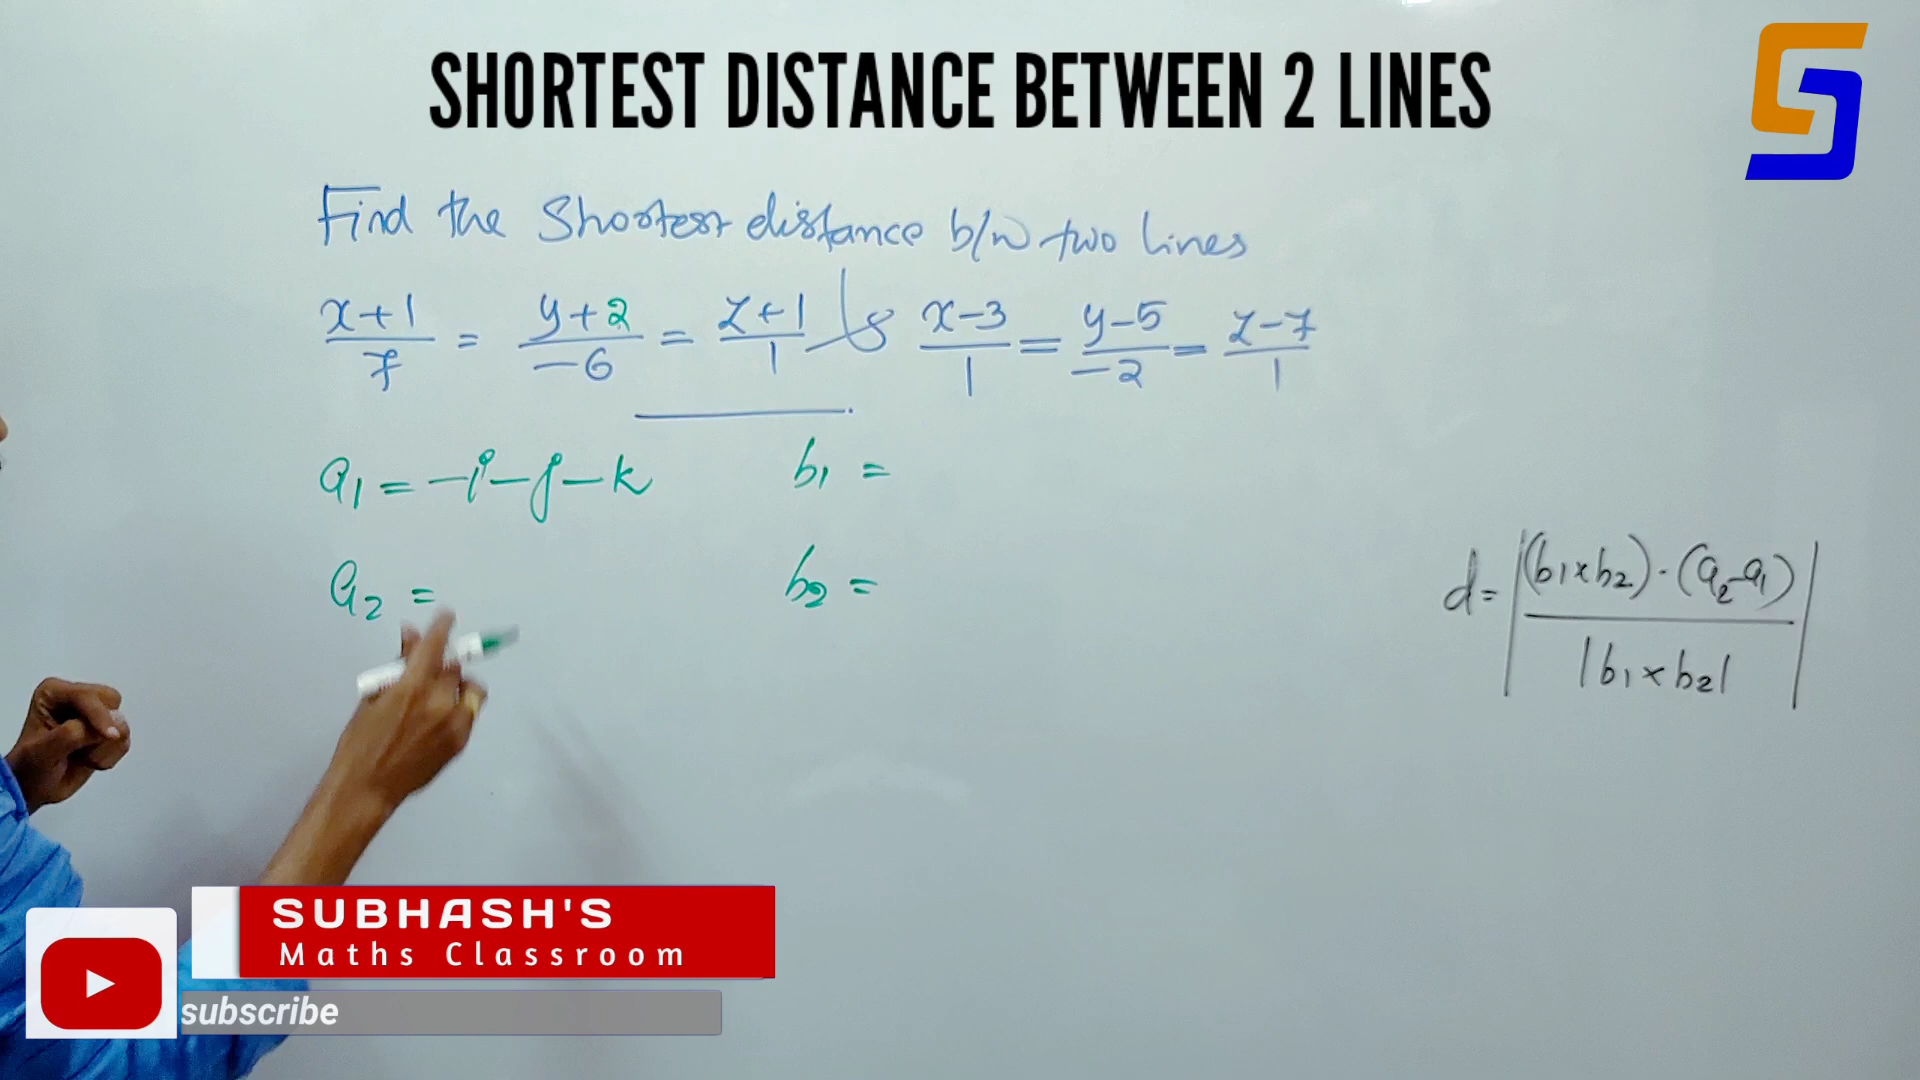 SHORTEST DISTANCE BETWEEN 2 LINES
Find the Shortest distance b/w two lines
x+1/7 = y+2/-6 = z+1/1 & x-3/1 = y-5/-2 = z-7/1
a1 = -i-j-k b1 =
a2 = b2 =
d = |(b1×b2)·(a2-a1)/|b1×b2||
SUBHASH'S
Maths Classroom
subscribe